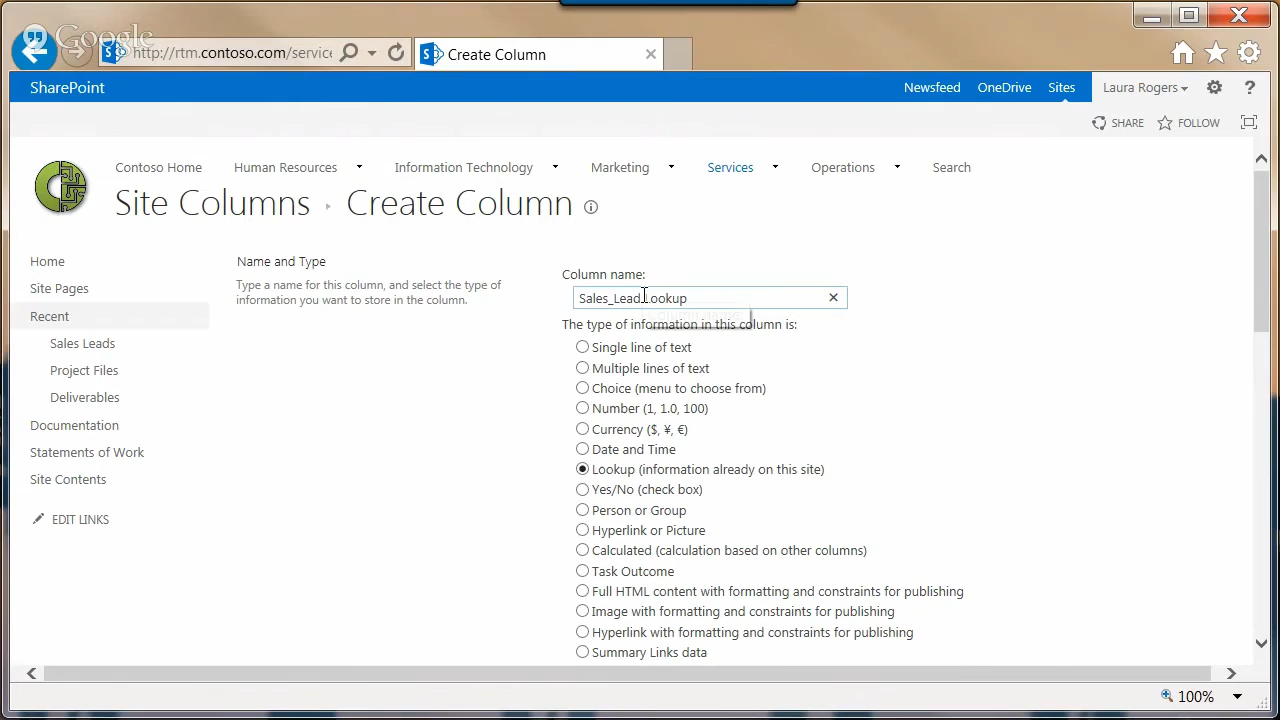 Google
http://rtm.contoso.com/servic
Create Column
SharePoint
Newsfeed OneDrive Sites Laura Rogers ?
SHARE FOLLOW
Contoso Home Human Resources Information Technology Marketing Services Operations Search
Site Columns Create Column
Home
Site Pages
Recent
Sales Leads
Project Files
Deliverables
Documentation
Statements of Work
Site Contents
EDIT LINKS
Name and Type
Type a name for this column, and select the type of
information you want to store in the column.
Column name:
Sales_Lead Lookup
The type of information in this column is:
Single line of text
Multiple lines of text
Choice (menu to choose from)
Number (1, 1.0, 100)
Currency ($, ¥, €)
Date and Time
Lookup (information already on this site)
Yes/No (check box)
Person or Group
Hyperlink or Picture
Calculated (calculation based on other columns)
Task Outcome
Full HTML content with formatting and constraints for publishing
Image with formatting and constraints for publishing
Hyperlink with formatting and constraints for publishing
Summary Links data
100%